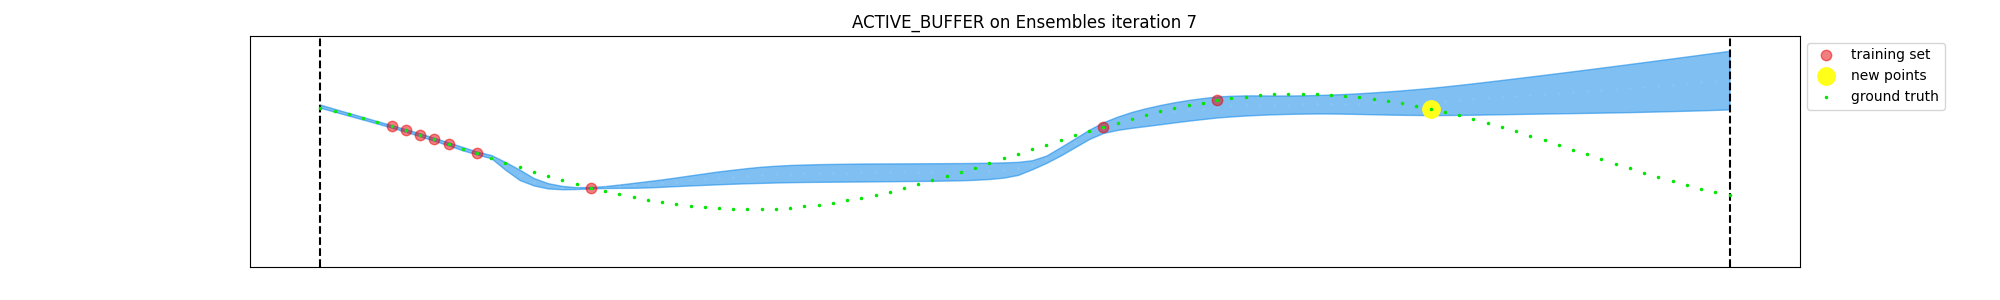 ACTIVE_BUFFER on Ensembles iteration 7
training set
new points
ground truth